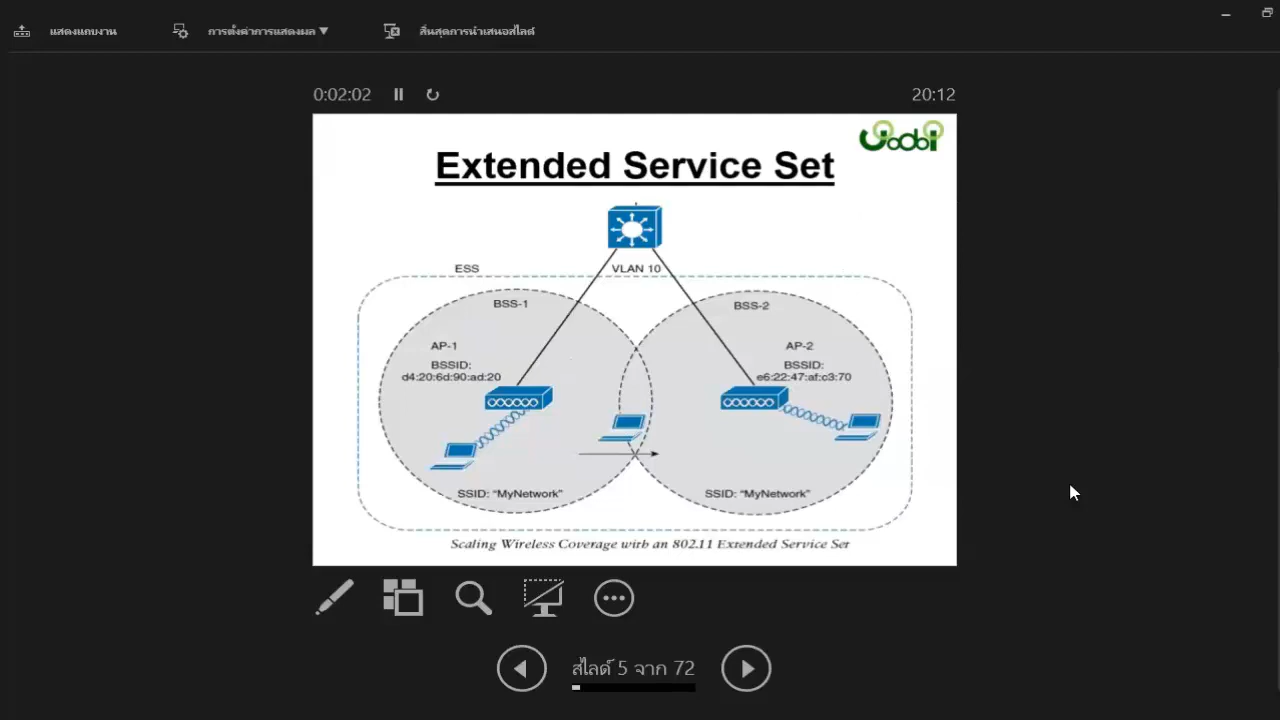 แสดงแถบงาน
การตั้งค่าการแสดงผล ▼
สิ้นสุดการนำเสนอสไลด์
0:02:02
20:12
Uoobi
Extended Service Set
ESS
VLAN 10
BSS-1
BSS-2
AP-1
AP-2
BSSID:
d4:20:6d:90:ad:20
BSSID:
e6:22:47:af:c3:70
SSID: “MyNetwork”
SSID: “MyNetwork”
Scaling Wireless Coverage with an 802.11 Extended Service Set
สไลด์ 5 จาก 72